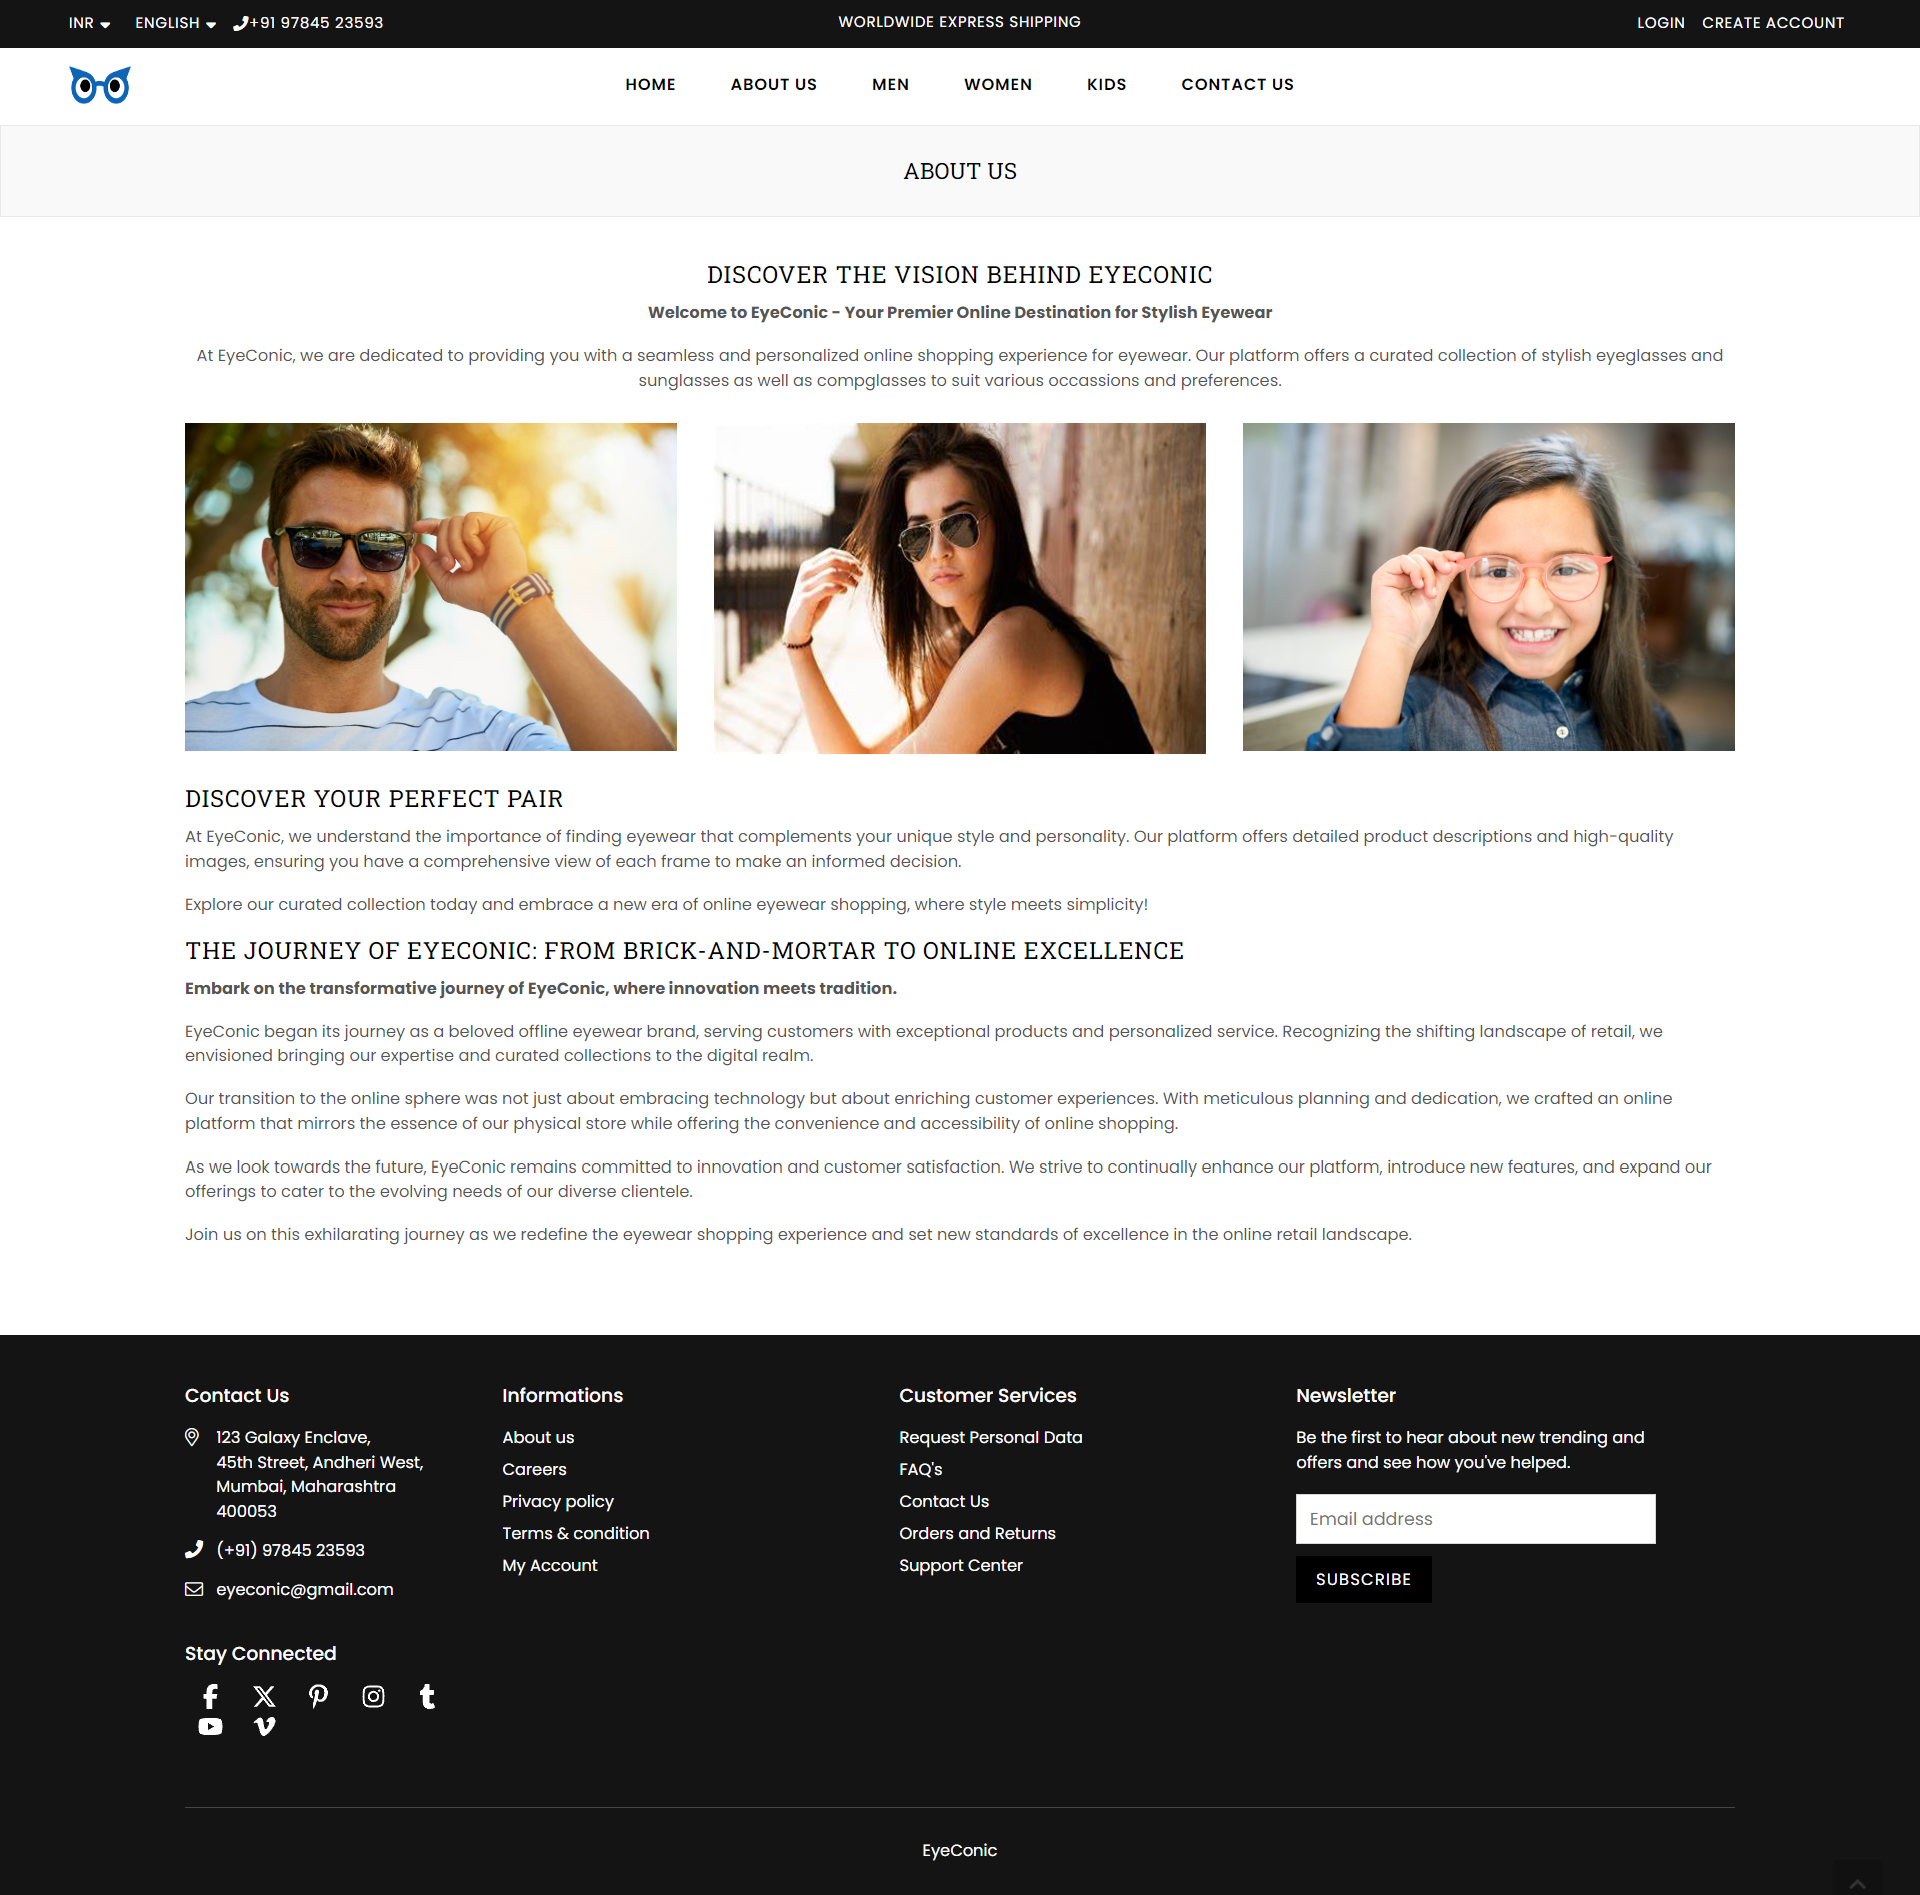 INR ENGLISH +91 97845 23593 WORLDWIDE EXPRESS SHIPPING LOGIN CREATE ACCOUNT
HOME ABOUT US MEN WOMEN KIDS CONTACT US
ABOUT US
DISCOVER THE VISION BEHIND EYECONIC
Welcome to EyeConic - Your Premier Online Destination for Stylish Eyewear
At EyeConic, we are dedicated to providing you with a seamless and personalized online shopping experience for eyewear. Our platform offers a curated collection of stylish eyeglasses and
sunglasses as well as compglasses to suit various occassions and preferences.
DISCOVER YOUR PERFECT PAIR
At EyeConic, we understand the importance of finding eyewear that complements your unique style and personality. Our platform offers detailed product descriptions and high-quality
images, ensuring you have a comprehensive view of each frame to make an informed decision.
Explore our curated collection today and embrace a new era of online eyewear shopping, where style meets simplicity!
THE JOURNEY OF EYECONIC: FROM BRICK-AND-MORTAR TO ONLINE EXCELLENCE
Embark on the transformative journey of EyeConic, where innovation meets tradition.
EyeConic began its journey as a beloved offline eyewear brand, serving customers with exceptional products and personalized service. Recognizing the shifting landscape of retail, we
envisioned bringing our expertise and curated collections to the digital realm.
Our transition to the online sphere was not just about embracing technology but about enriching customer experiences. With meticulous planning and dedication, we crafted an online
platform that mirrors the essence of our physical store while offering the convenience and accessibility of online shopping.
As we look towards the future, EyeConic remains committed to innovation and customer satisfaction. We strive to continually enhance our platform, introduce new features, and expand our
offerings to cater to the evolving needs of our diverse clientele.
Join us on this exhilarating journey as we redefine the eyewear shopping experience and set new standards of excellence in the online retail landscape.
Contact Us
123 Galaxy Enclave,
45th Street, Andheri West,
Mumbai, Maharashtra
400053
(+91) 97845 23593
eyeconic@gmail.com
Stay Connected
Informations
About us
Careers
Privacy policy
Terms & condition
My Account
Customer Services
Request Personal Data
FAQ's
Contact Us
Orders and Returns
Support Center
Newsletter
Be the first to hear about new trending and
offers and see how you've helped.
Email address
SUBSCRIBE
EyeConic